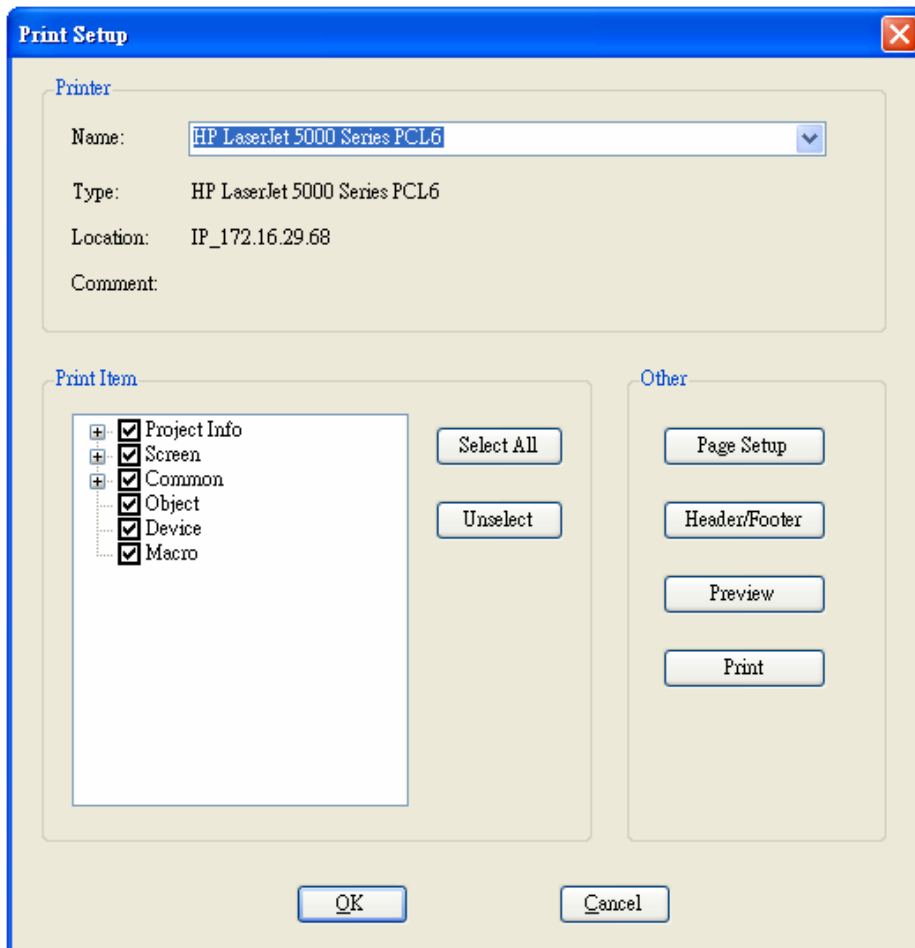 Print Setup
Printer
Name: HP LaserJet 5000 Series PCL6
Type: HP LaserJet 5000 Series PCL6
Location: IP_172.16.29.68
Comment:
Print Item
Project Info
Screen
Common
Object
Device
Macro
Select All
Unselect
Other
Page Setup
Header/Footer
Preview
Print
OK
Cancel